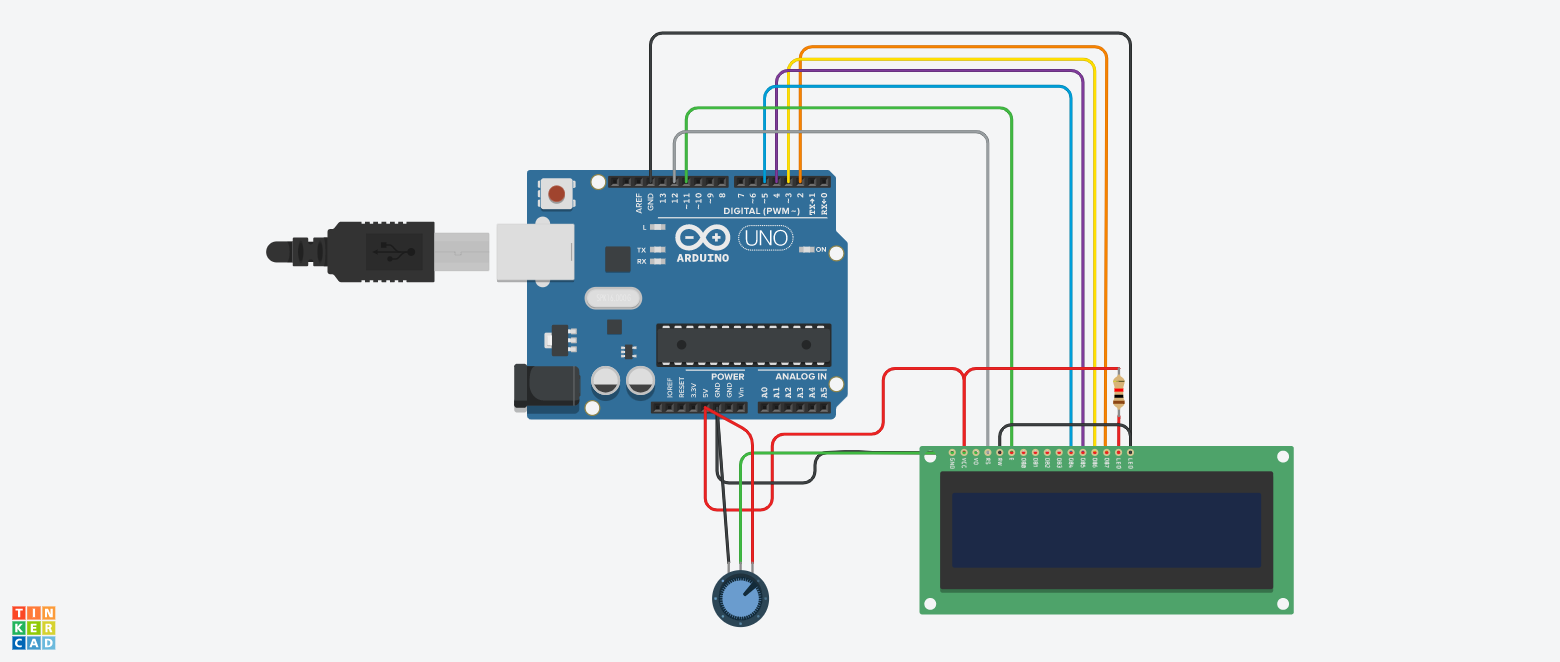 AREF
GND
13
12
~11
~10
~9
8
7
~6
~5
4
~3
2
TX→1
RX←0
DIGITAL (PWM~)
L
TX
RX
UNO
ARDUINO
ON
POWER
ANALOG IN
IOREF
RESET
3.3V
5V
GND
GND
Vin
A0
A1
A2
A3
A4
A5
GND
VCC
VO
RS
RW
E
DB0
DB1
DB2
DB3
DB4
DB5
DB6
DB7
LED
LED
TIN
KER
CAD